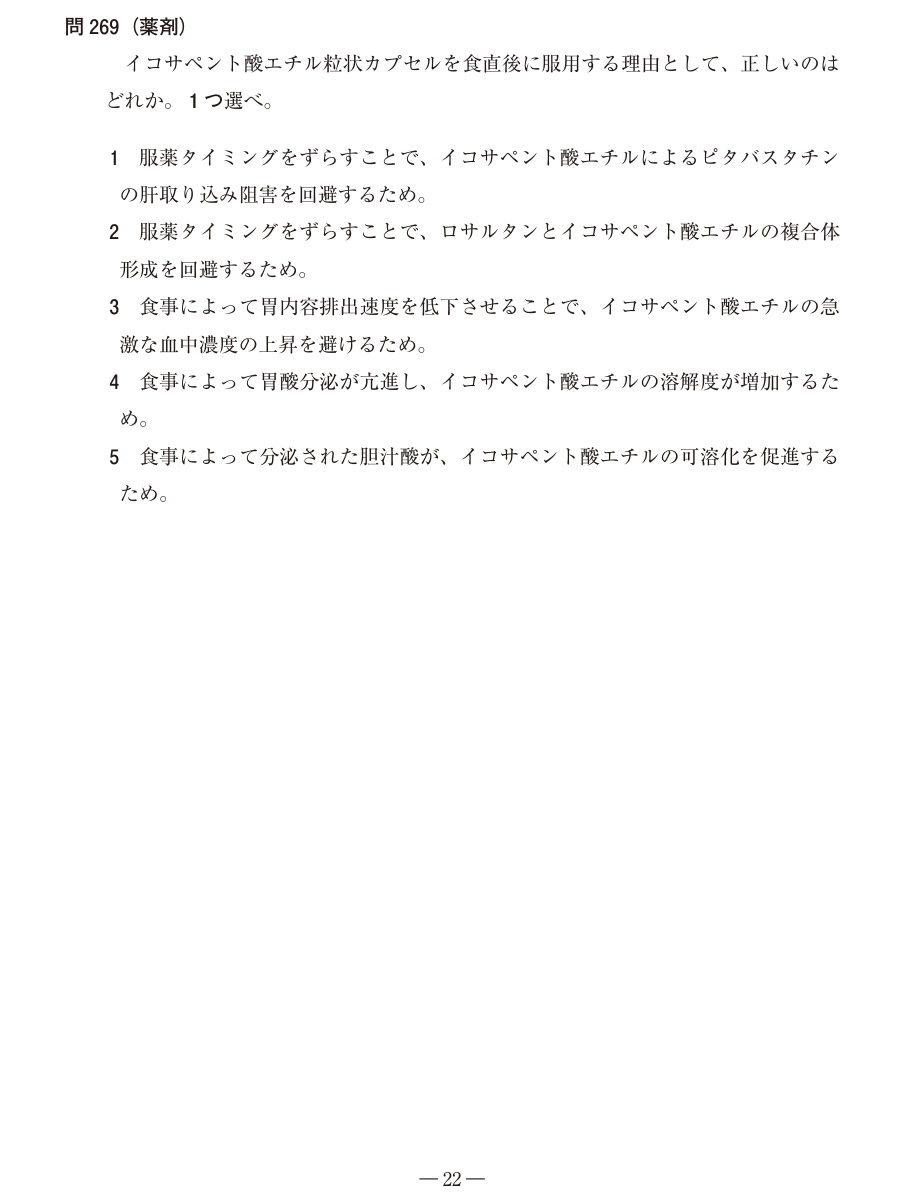 問 269（薬剤）
イコサペント酸エチル粒状カプセルを食直後に服用する理由として、正しいのは
どれか。1つ選べ。
1　服薬タイミングをずらすことで、イコサペント酸エチルによるピタバスタチン
の肝取り込み阻害を回避するため。
2　服薬タイミングをずらすことで、ロサルタンとイコサペント酸エチルの複合体
形成を回避するため。
3　食事によって胃内容排出速度を低下させることで、イコサペント酸エチルの急
激な血中濃度の上昇を避けるため。
4　食事によって胃酸分泌が亢進し、イコサペント酸エチルの溶解度が増加するた
め。
5　食事によって分泌された胆汁酸が、イコサペント酸エチルの可溶化を促進する
ため。
― 22 ―